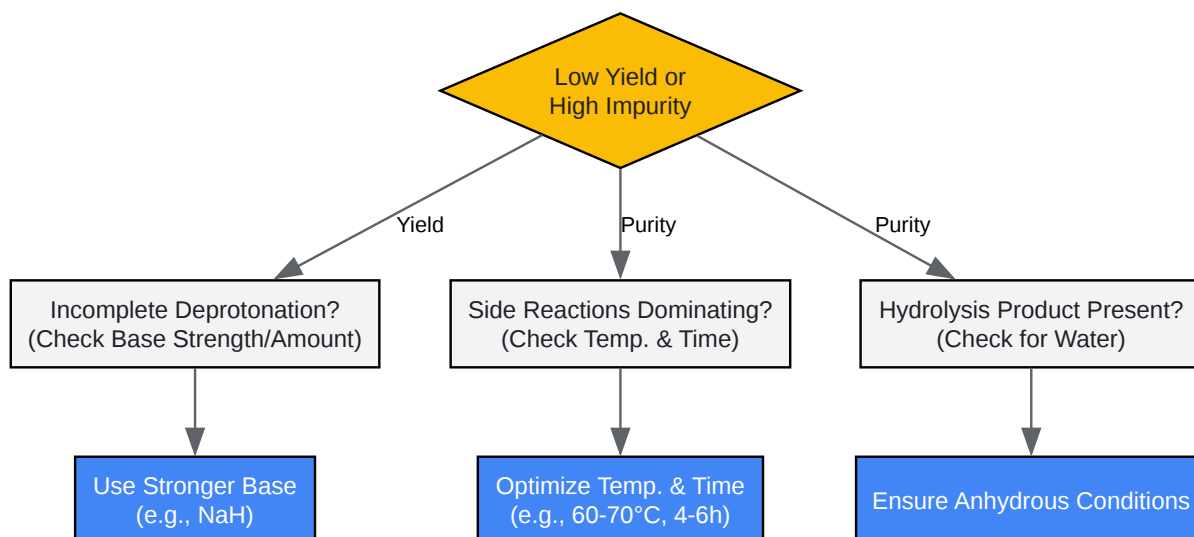 Low Yield or
High Impurity
Yield
Purity
Purity
Incomplete Deprotonation?
(Check Base Strength/Amount)
Side Reactions Dominating?
(Check Temp. & Time)
Hydrolysis Product Present?
(Check for Water)
Use Stronger Base
(e.g., NaH)
Optimize Temp. & Time
(e.g., 60-70°C, 4-6h)
Ensure Anhydrous Conditions